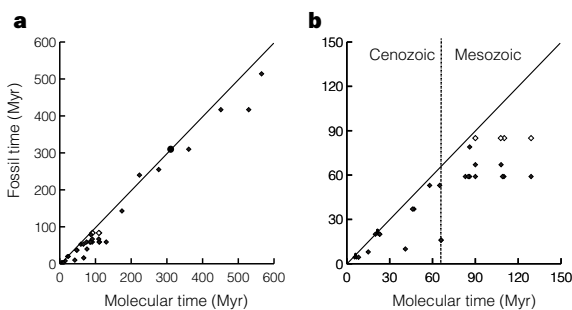 a
600
500
400
300
200
100
0
0 100 200 300 400 500 600
Fossil time (Myr)
Molecular time (Myr)
b
150
120
90
60
30
0
0 30 60 90 120 150
Cenozoic Mesozoic
Molecular time (Myr)